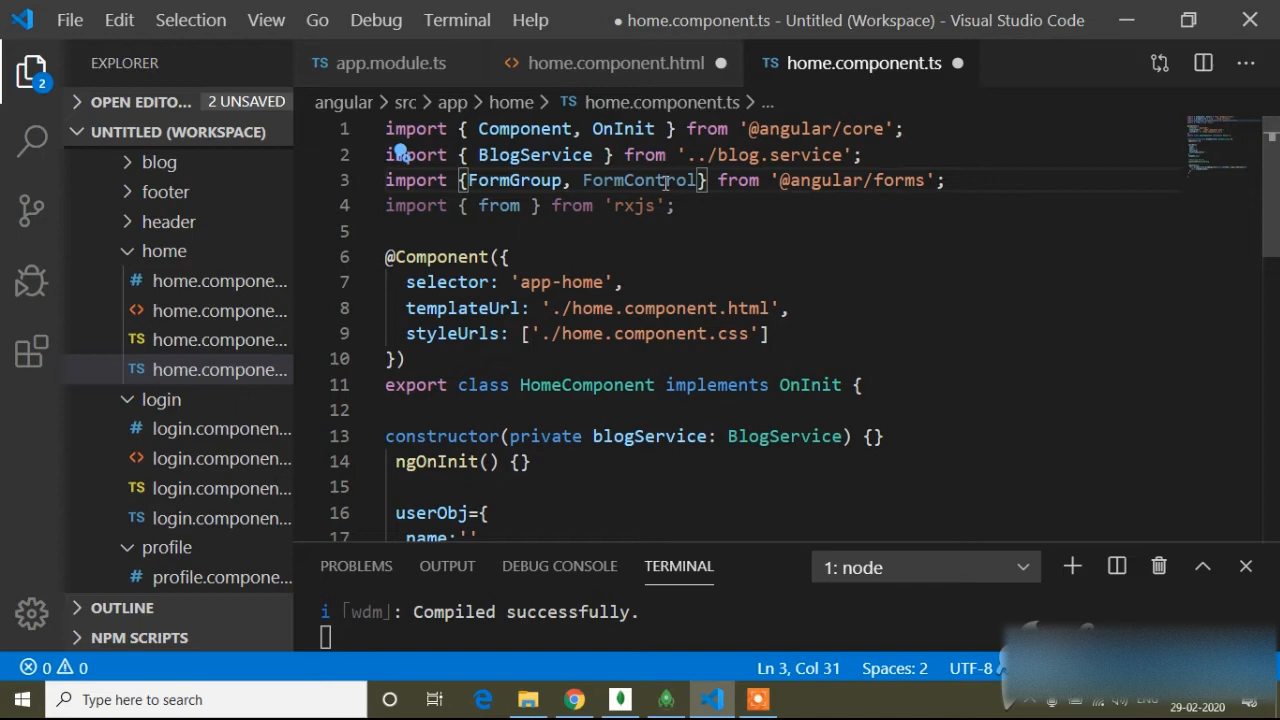 File Edit Selection View Go Debug Terminal Help ● home.component.ts - Untitled (Workspace) - Visual Studio Code
EXPLORER
TS app.module.ts <> home.component.html TS home.component.ts
OPEN EDITO... 2 UNSAVED
angular > src > app > home > TS home.component.ts > ...
UNTITLED (WORKSPACE)
blog
footer
header
home
# home.compone...
<> home.compone...
TS home.compone...
TS home.compone...
login
# login.componen...
<> login.componen...
TS login.componen...
TS login.componen...
profile
# profile.compone...
OUTLINE
NPM SCRIPTS
2
1 import { Component, OnInit } from '@angular/core';
2 import { BlogService } from '../blog.service';
3 import {FormGroup, FormControl} from '@angular/forms';
4 import { from } from 'rxjs';
5
6 @Component({
7 selector: 'app-home',
8 templateUrl: './home.component.html',
9 styleUrls: ['./home.component.css']
10 })
11 export class HomeComponent implements OnInit {
12
13 constructor(private blogService: BlogService) {}
14 ngOnInit() {}
15
16 userObj={
17 name:''
PROBLEMS OUTPUT DEBUG CONSOLE TERMINAL 1: node
i ｢wdm｣: Compiled successfully.
0 0 Ln 3, Col 31 Spaces: 2 UTF-8
Type here to search
ENG
29-02-2020